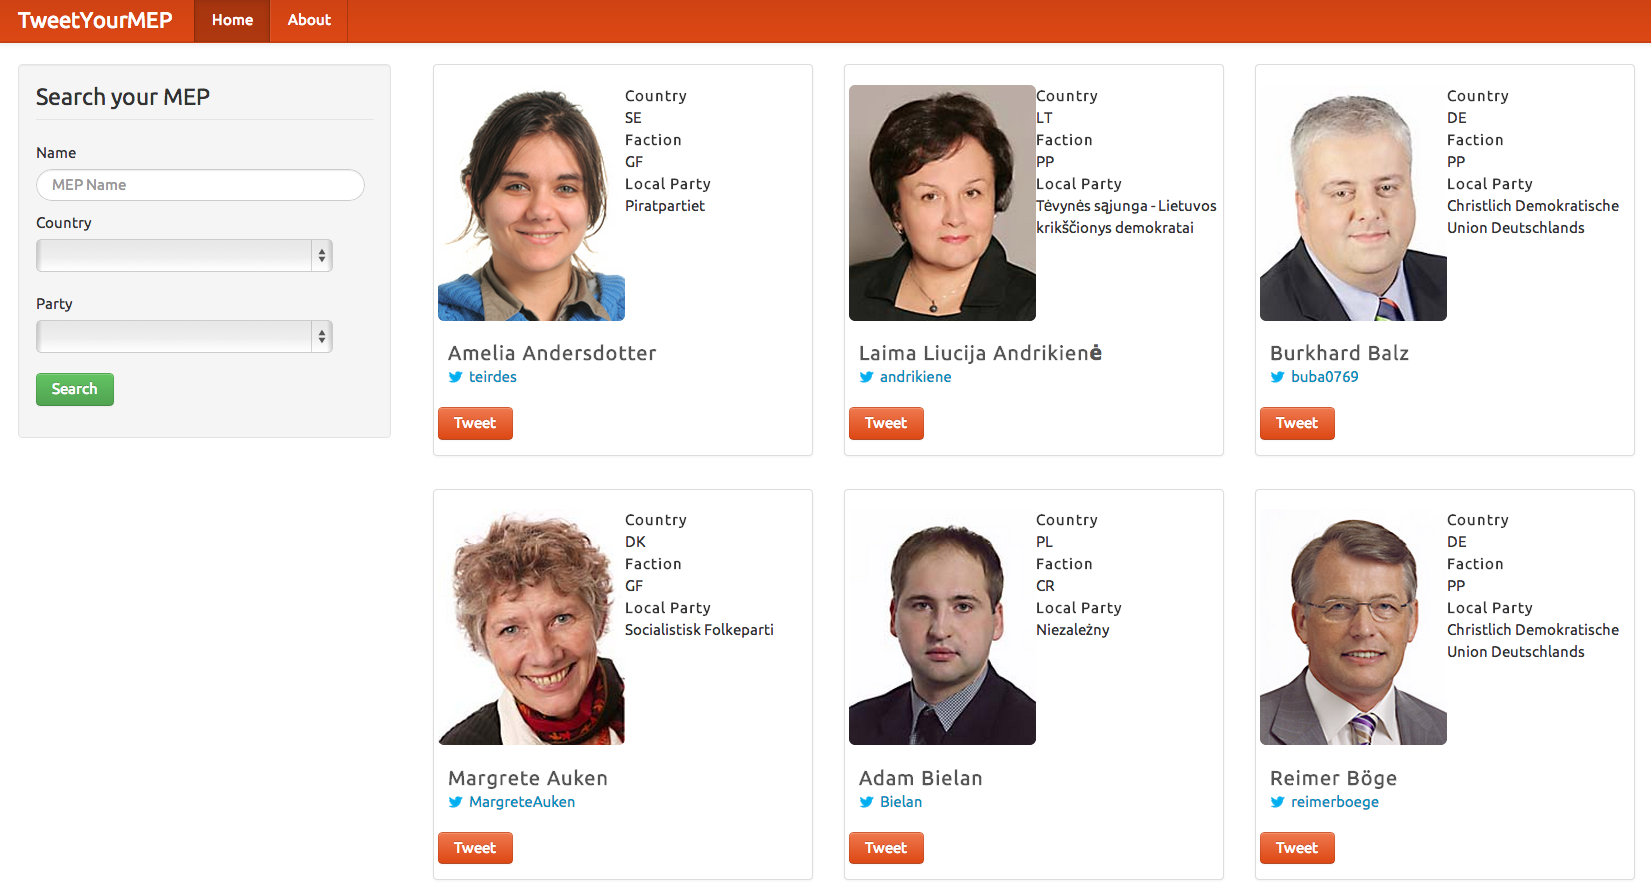 TweetYourMEP Home About
Search your MEP
Name
MEP Name
Country
Party
Search
Country
SE
Faction
GF
Local Party
Piratpartiet
Amelia Andersdotter
teirdes
Tweet
Country
LT
Faction
PP
Local Party
Tėvynės sąjunga - Lietuvos
krikščionys demokratai
Laima Liucija Andrikienė
andrikiene
Tweet
Country
DE
Faction
PP
Local Party
Christlich Demokratische
Union Deutschlands
Burkhard Balz
buba0769
Tweet
Country
DK
Faction
GF
Local Party
Socialistisk Folkeparti
Margrete Auken
MargreteAuken
Tweet
Country
PL
Faction
CR
Local Party
Niezależny
Adam Bielan
Bielan
Tweet
Country
DE
Faction
PP
Local Party
Christlich Demokratische
Union Deutschlands
Reimer Böge
reimerboege
Tweet